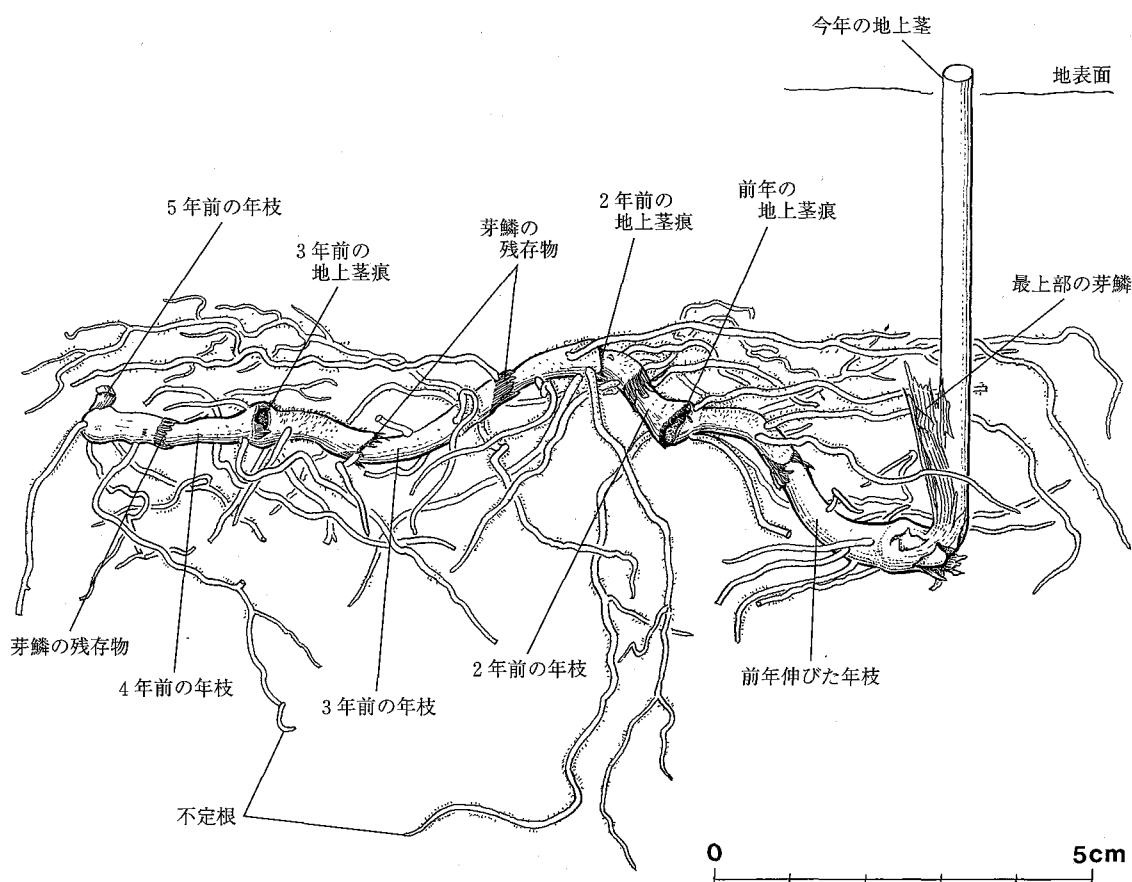 今年の地上茎
地表面
5年前の年枝
3年前の
地上茎痕
芽鱗の
残存物
2年前の
地上茎痕
前年の
地上茎痕
最上部の芽鱗
芽鱗の残存物
4年前の年枝
3年前の年枝
2年前の年枝
前年伸びた年枝
不定根
0
5cm